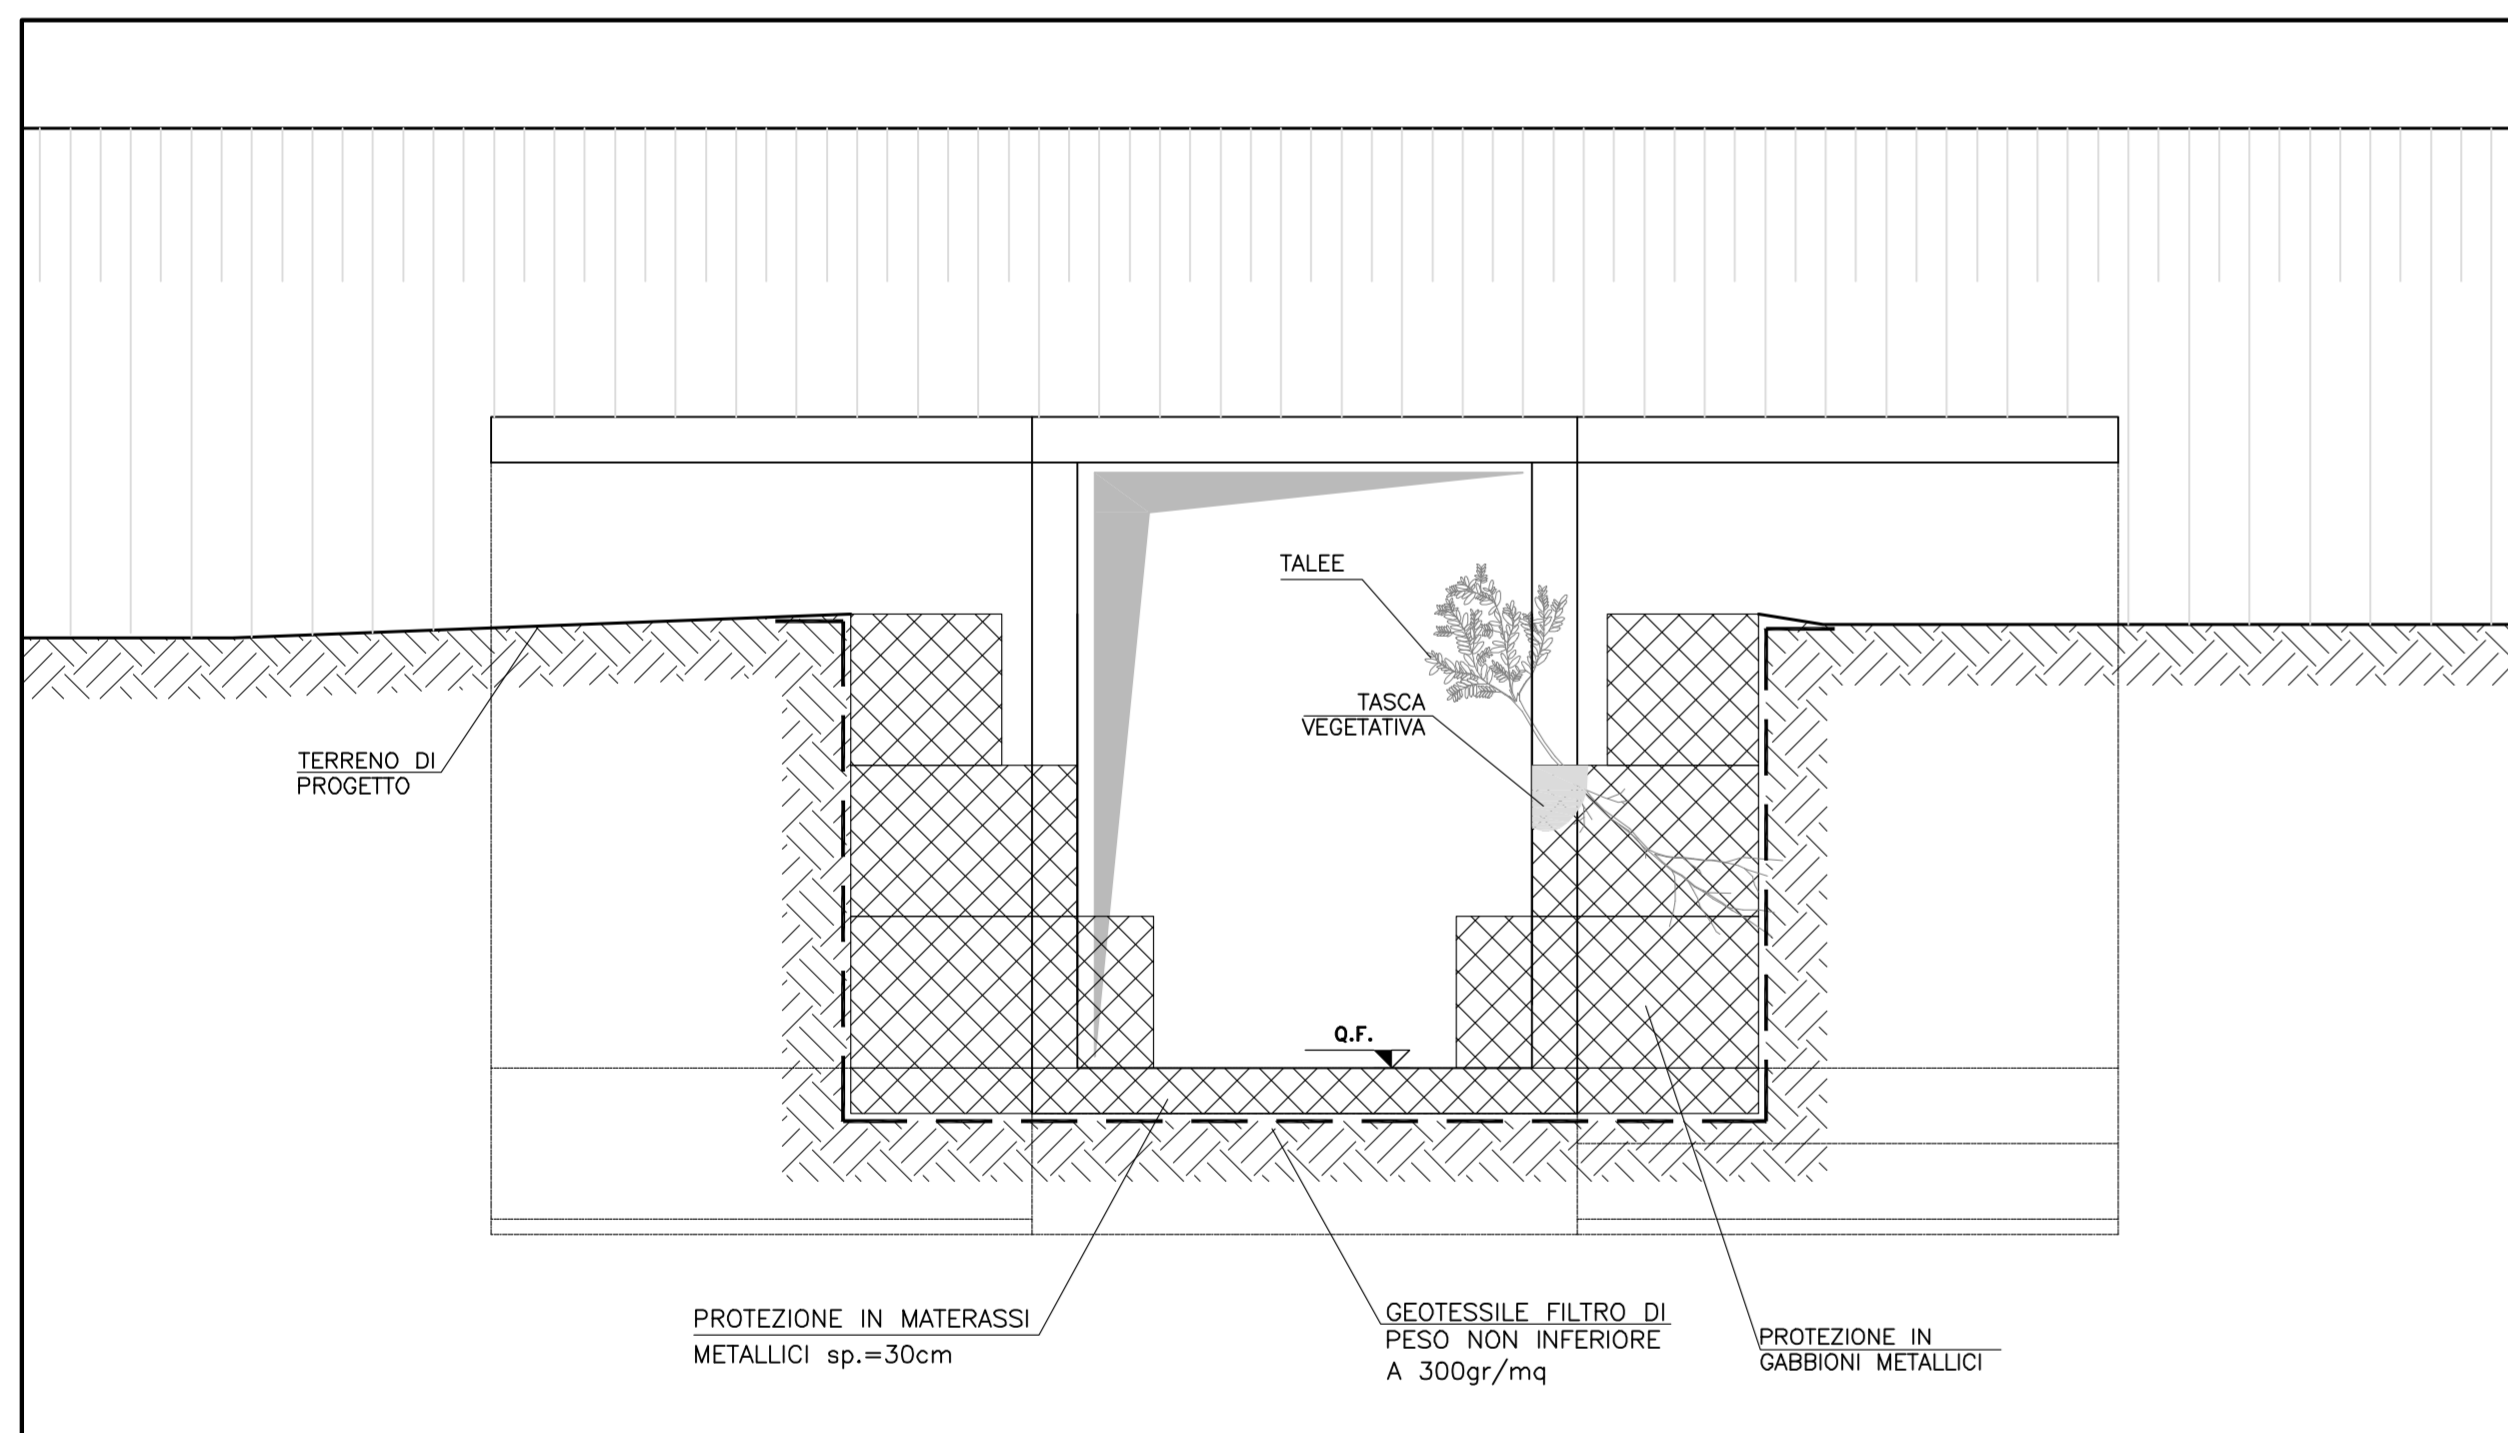 TALEE
TASCA
VEGETATIVA
TERRENO DI
PROGETTO
Q.F.
PROTEZIONE IN MATERASSI
METALLICI sp.=30cm
GEOTESSILE FILTRO DI
PESO NON INFERIORE
A 300gr/mq
PROTEZIONE IN
GABBIONI METALLICI